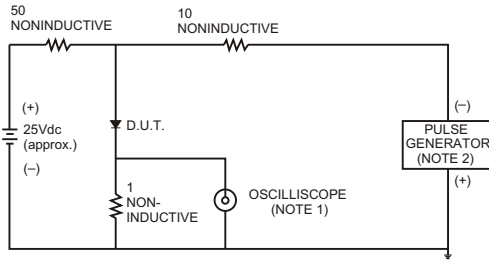 50
NONINDUCTIVE
10
NONINDUCTIVE
(+)
25Vdc
(approx.)
(–)
D.U.T.
1
NON-
INDUCTIVE
OSCILLISCOPE
(NOTE 1)
(–)
PULSE
GENERATOR
(NOTE 2)
(+)